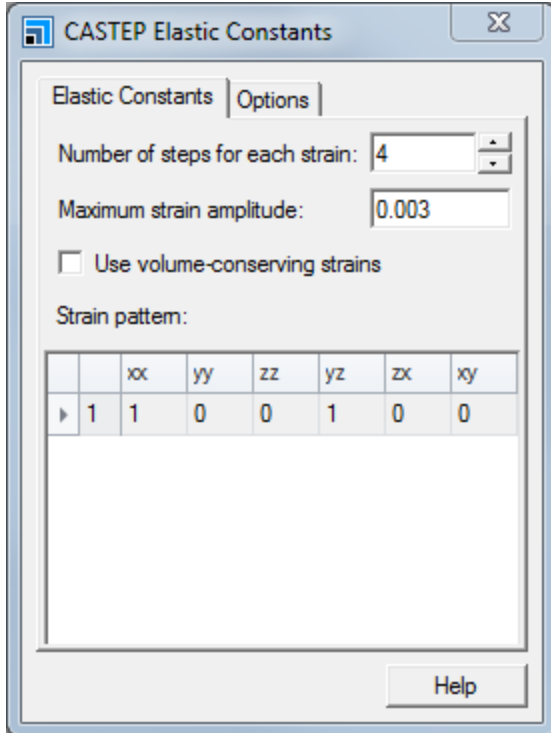 CASTEP Elastic Constants
Elastic Constants Options
Number of steps for each strain: 4
Maximum strain amplitude: 0.003
Use volume-conserving strains
Strain pattern:
xx yy zz yz zx xy
1 1 0 0 1 0 0
Help